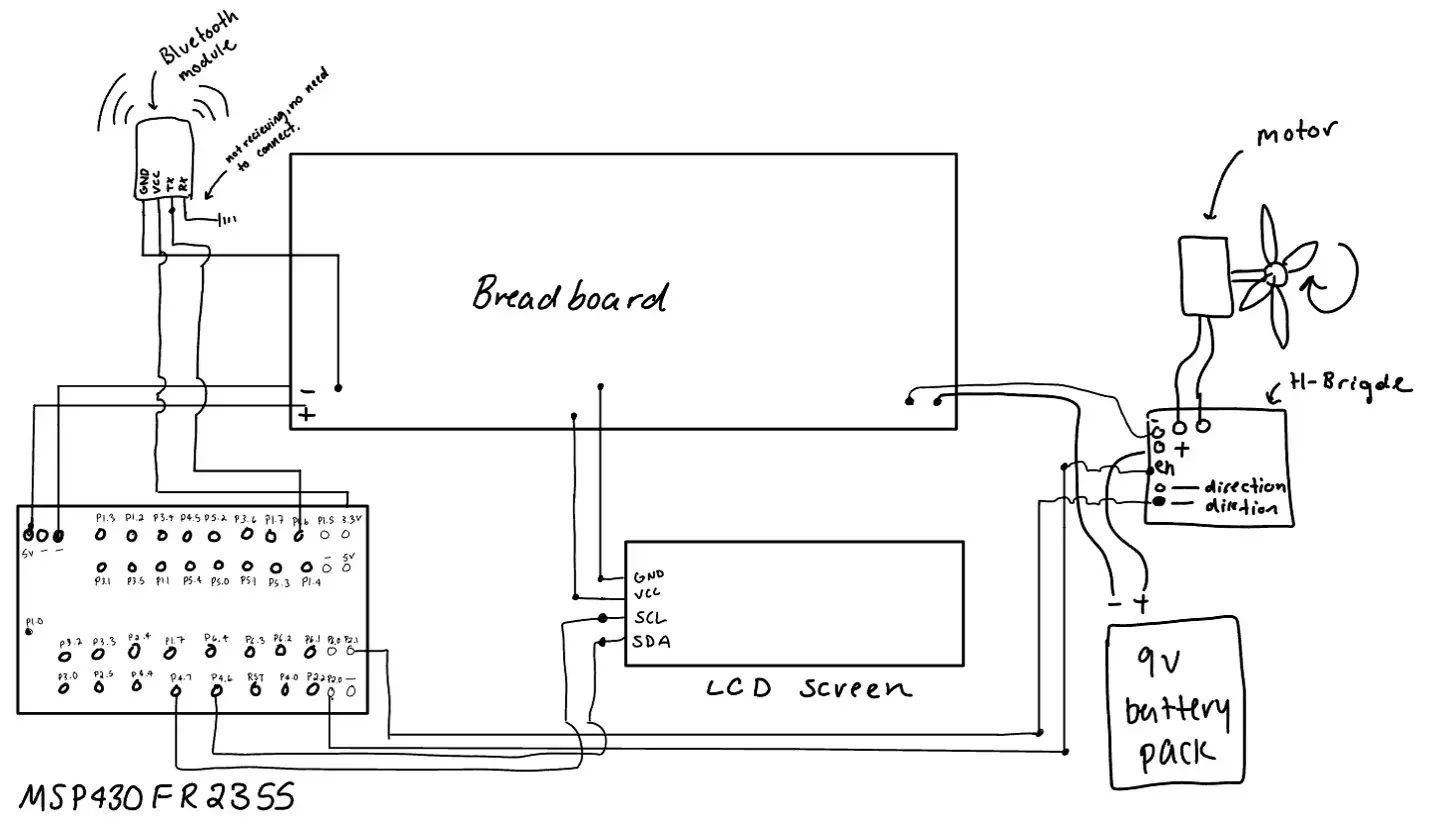 Bluetooth
module
not recieving, no need
to connect.
GND
VCC
TX
RX
motor
Breadboard
-
+
H-Brigde
-
+
en
direction
dirction
5V - -
P1.3 P1.2 P3.4 P4.5 P5.2 P3.6 P1.7 P1.6 P1.5 3.3V
- 5V
P3.1 P3.5 P1.1 P5.4 P5.0 P5.1 P5.3 P1.4
P1.0
P3.2 P3.3 P2.4 P1.7 P6.4 P6.3 P6.2 P6.1 P2.1
P3.0 P2.5 P4.4 P4.7 P4.6 RST P4.0 P2.2 P2.0 -
GND
VCC
SCL
SDA
LCD Screen
- +
9V
battery
pack
MSP430FR2355